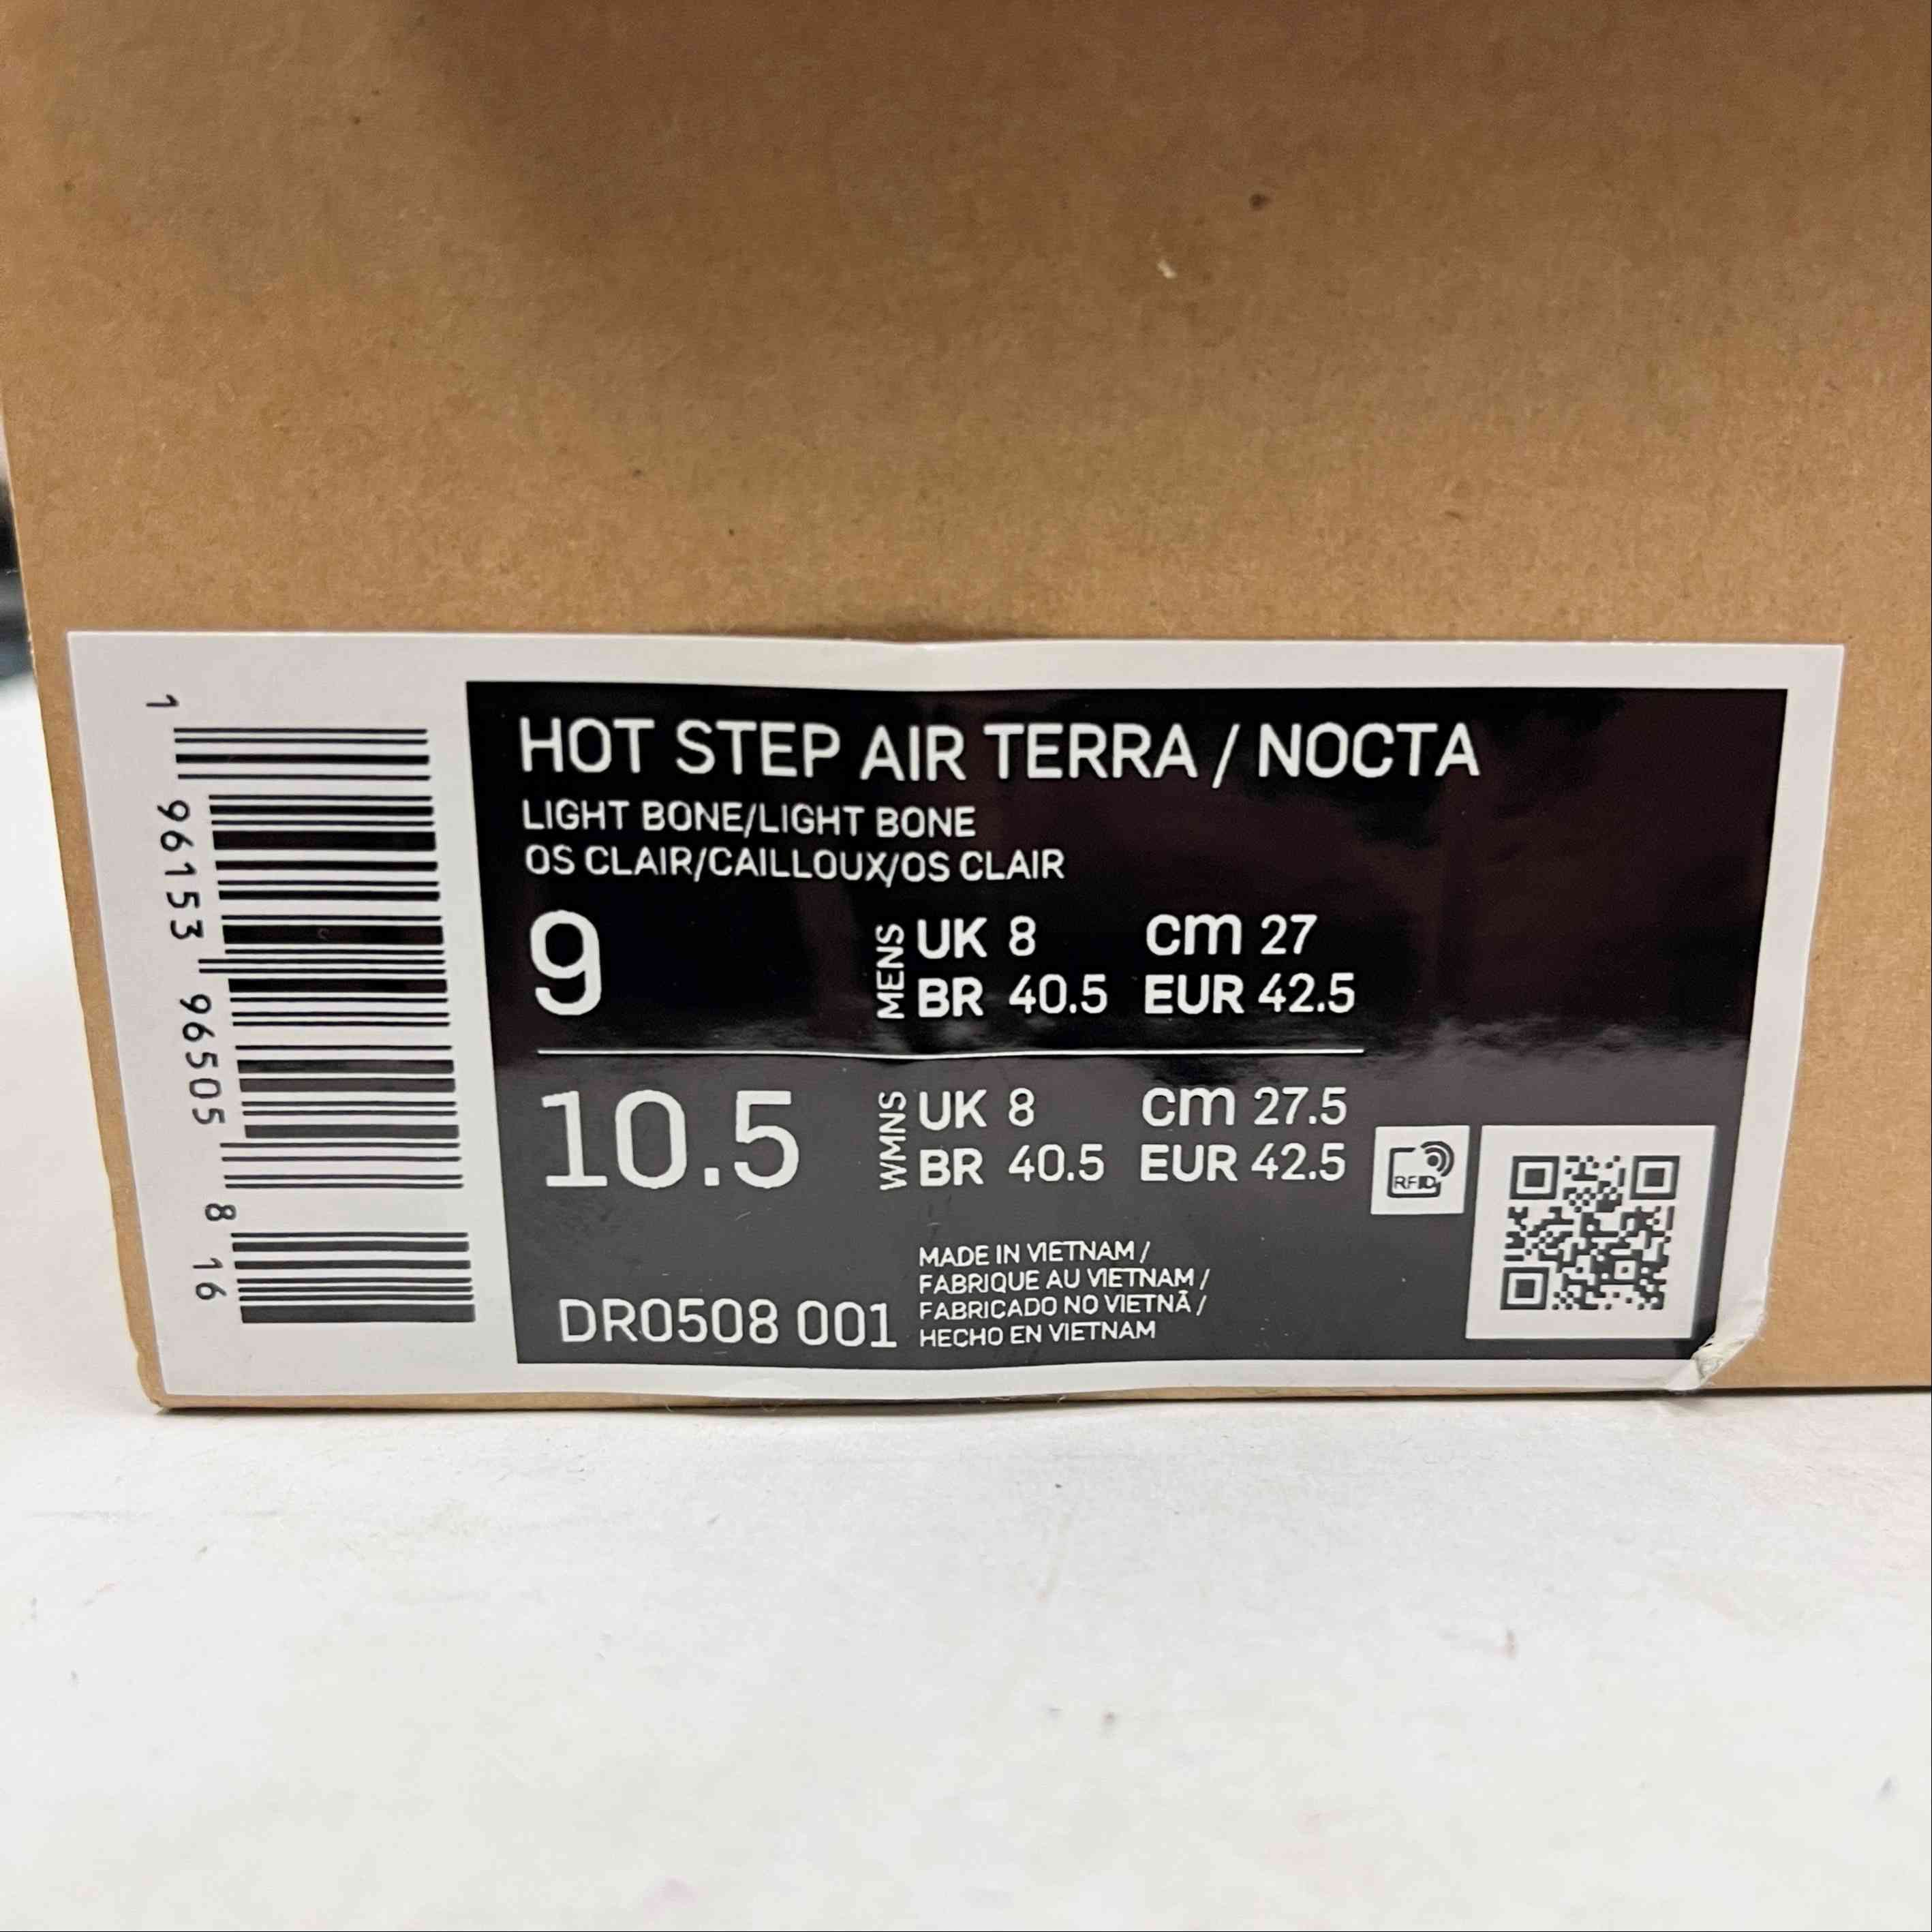 HOT STEP AIR TERRA / NOCTA
LIGHT BONE/LIGHT BONE
OS CLAIR/CAILLOUX/OS CLAIR
9
MENS
UK 8 cm 27
BR 40.5 EUR 42.5
10.5
WMNS
UK 8 cm 27.5
BR 40.5 EUR 42.5
RFID
DR0508 001
MADE IN VIETNAM /
FABRIQUE AU VIETNAM /
FABRICADO NO VIETNÃ /
HECHO EN VIETNAM
1 96153 96505 8 16